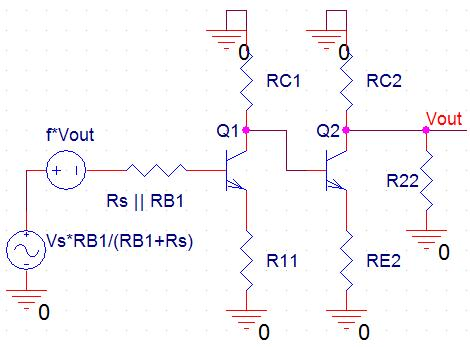 0
0
RC1
RC2
Vout
f*Vout
Q1
Q2
+
-
Rs || RB1
R22
Vs*RB1/(RB1+Rs)
+
-
R11
RE2
0
0
0
0